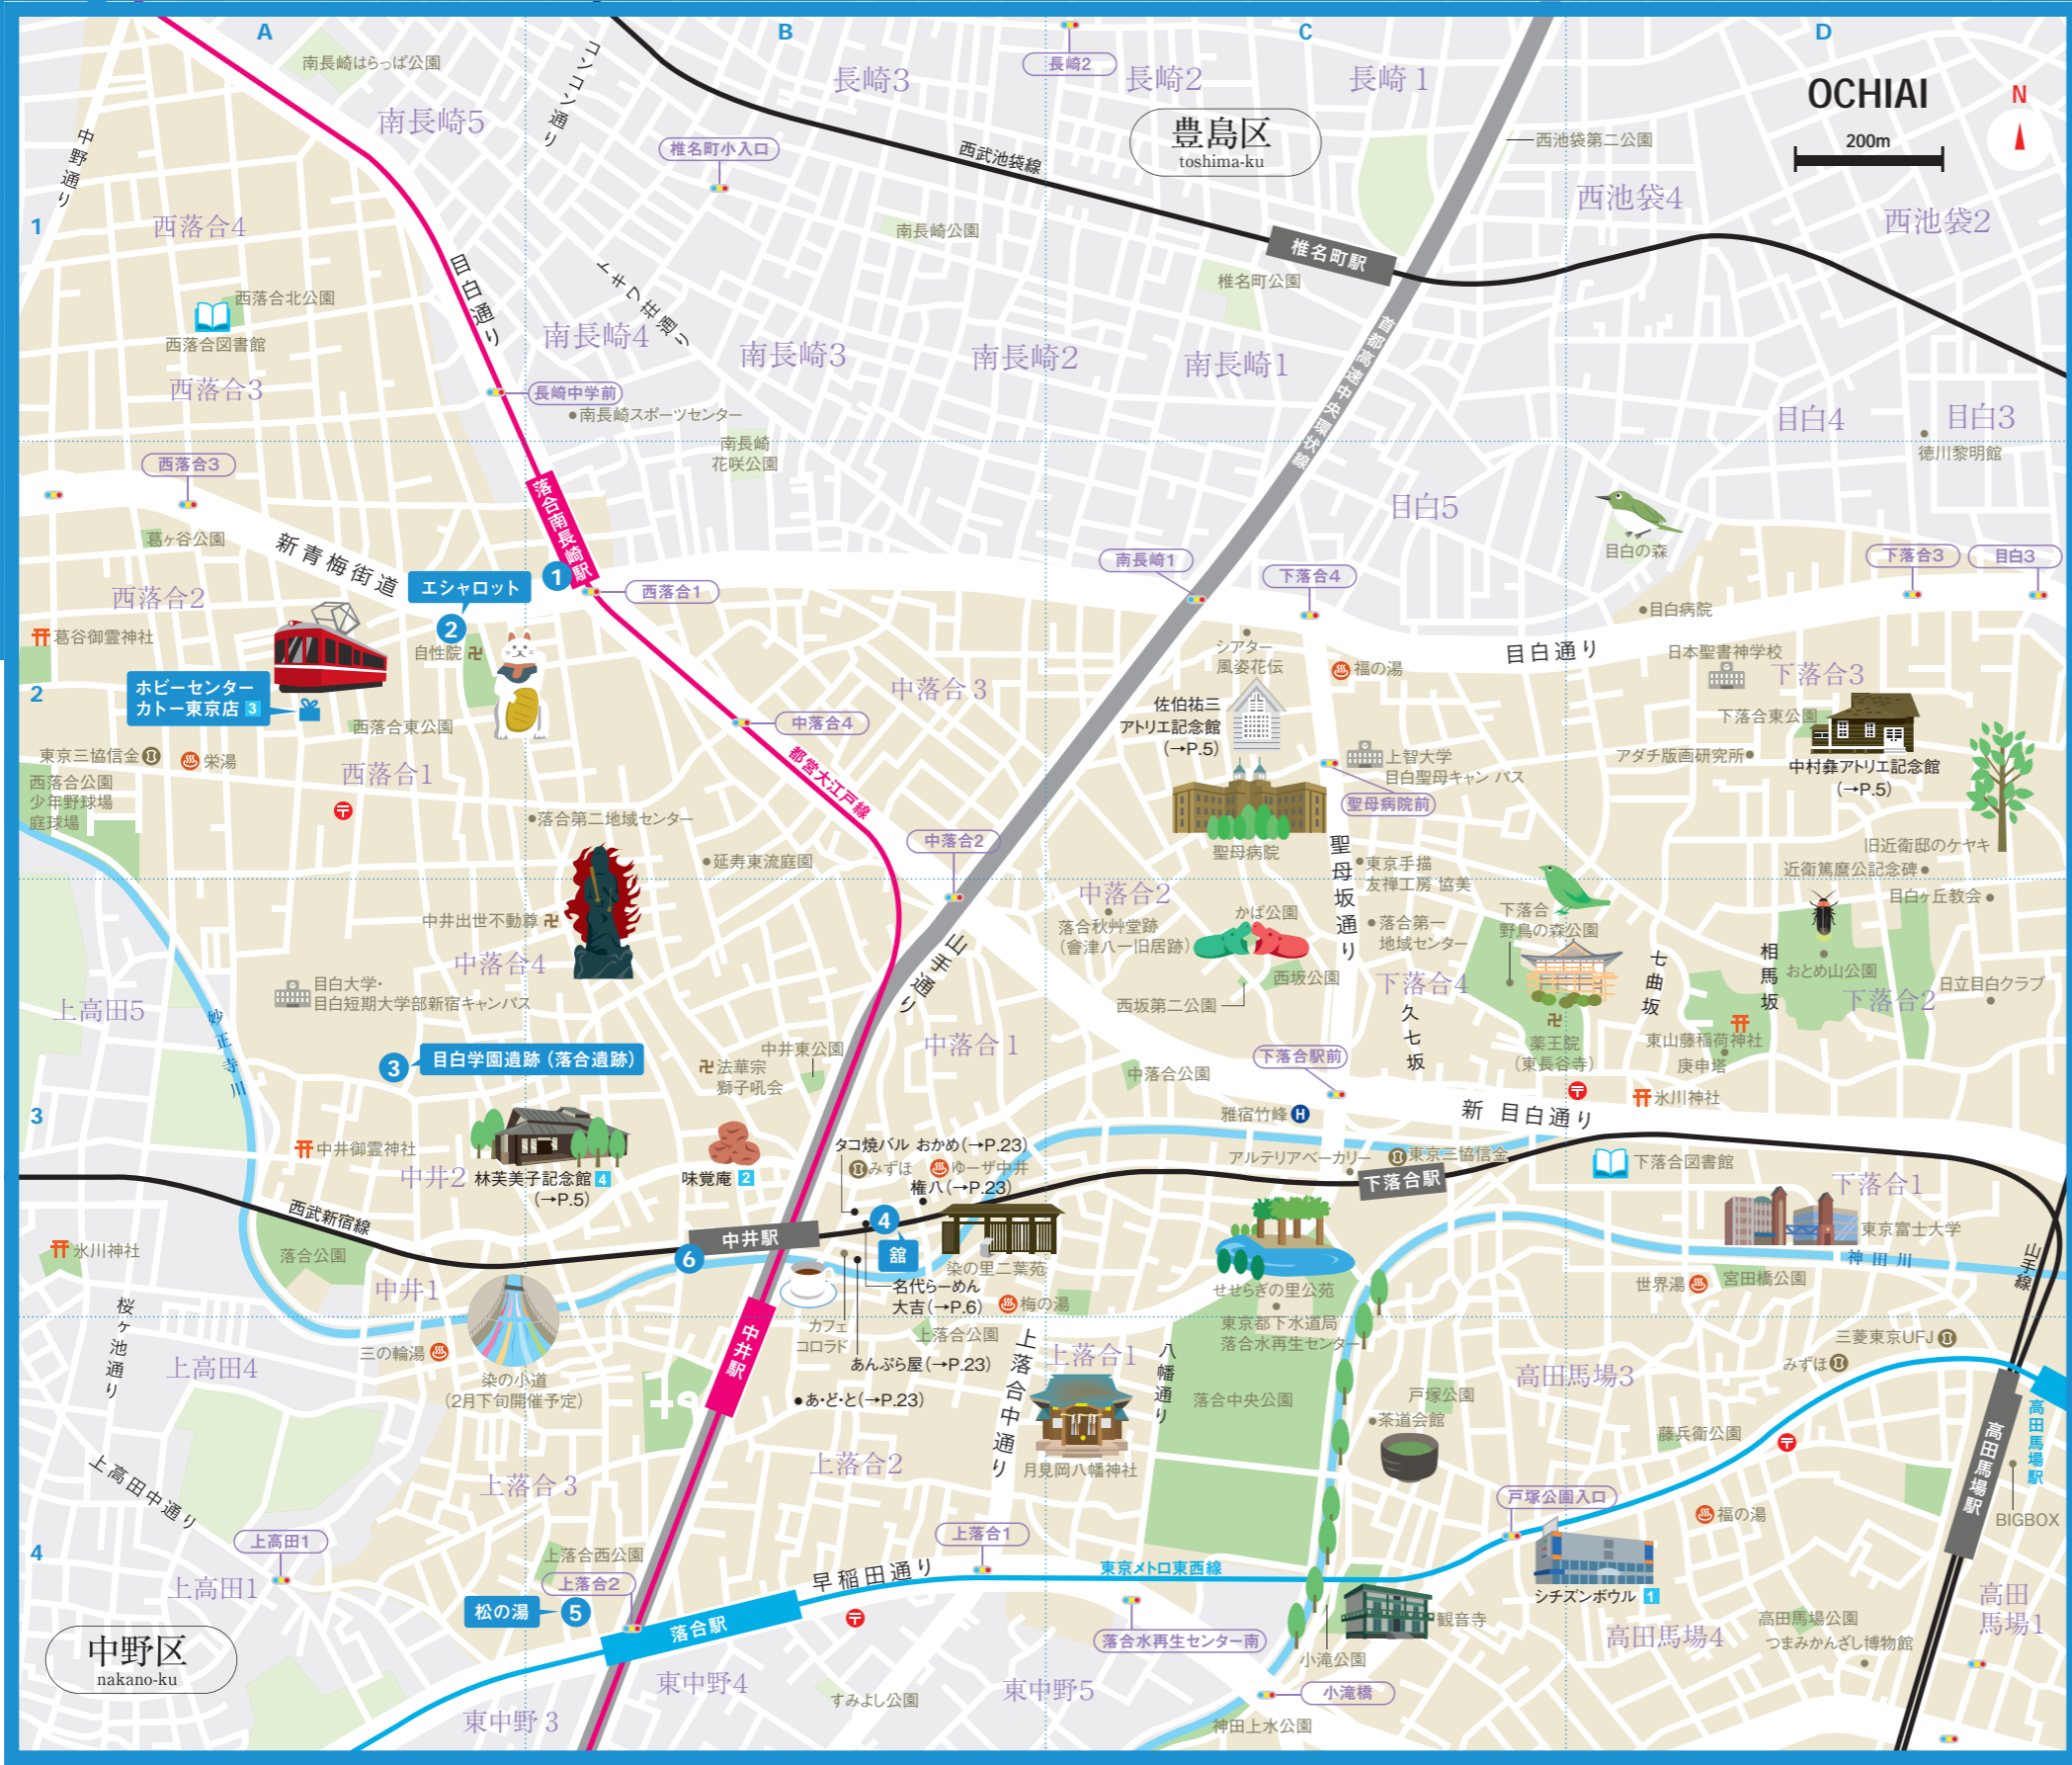 A
B
C
D
OCHIAI
N
200m
1
2
3
4
豊島区
toshima-ku
中野区
nakano-ku
南長崎はらっぱ公園
コンコン通り
長崎3
長崎2
長崎2
長崎1
南長崎5
中野通り
椎名町小入口
西武池袋線
西池袋第二公園
西池袋4
西池袋2
西落合4
南長崎公園
椎名町駅
椎名町公園
目白通り
トキワ荘通り
西落合北公園
西落合図書館
西落合3
南長崎4
南長崎3
南長崎2
南長崎1
首都高速中央環状線
長崎中学前
南長崎スポーツセンター
南長崎
花咲公園
目白4
目白3
徳川黎明館
西落合3
落合南長崎駅
目白5
目白の森
葛ヶ谷公園
新青梅街道
エシャロット
1
西落合1
南長崎1
下落合4
下落合3
目白3
西落合2
2
自性院
葛谷御霊神社
目白病院
シアター
風姿花伝
福の湯
目白通り
日本聖書神学校
下落合3
ホビーセンター
カトー東京店 3
中落合3
佐伯祐三
アトリエ記念館
(→P.5)
下落合東公園
西落合東公園
中落合4
東京三協信金
栄湯
西落合1
都営大江戸線
上智大学
目白聖母キャンパス
アダチ版画研究所
中村彝アトリエ記念館
(→P.5)
西落合公園
少年野球場
庭球場
聖母病院前
落合第二地域センター
中落合2
聖母病院
聖母坂通り
旧近衛邸のケヤキ
延寿東流庭園
東京手描
友禅工房 協美
近衛篤麿公記念碑
中落合2
目白ヶ丘教会
中井出世不動尊
落合秋艸堂跡
(會津八一旧居跡)
かば公園
落合第一
地域センター
下落合
野鳥の森公園
中落合4
山手通り
七曲坂
相馬坂
おとめ山公園
日立目白クラブ
目白大学・
目白短期大学部新宿キャンパス
西坂公園
西坂第二公園
下落合4
下落合2
上高田5
妙正寺川
久七坂
薬王院
(東長谷寺)
東山藤稲荷神社
庚申塔
3
目白学園遺跡(落合遺跡)
中井東公園
法華宗
獅子吼会
中落合1
中落合公園
下落合駅前
氷川神社
雅宿竹峰
新目白通り
中井御霊神社
中井2
林芙美子記念館 4
(→P.5)
味覚庵 2
タコ焼バル おかめ(→P.23)
みずほ
ゆーザ中井
権八(→P.23)
アルテリアベーカリー
東京三協信金
下落合駅
下落合図書館
下落合1
西武新宿線
中井駅
4
舘
氷川神社
落合公園
6
染の里二葉苑
東京富士大学
神田川
山手線
中井1
名代らーめん
大吉(→P.6)
梅の湯
せせらぎの里公苑
世界湯
宮田橋公園
桜ヶ池通り
カフェ
コロラド
上落合公園
東京都下水道局
落合水再生センター
三の輪湯
中井駅
あんぷら屋(→P.23)
上落合中通り
上落合1
八幡通り
三菱東京UFJ
みずほ
上高田4
染の小道
(2月下旬開催予定)
あ・ど・と(→P.23)
落合中央公園
戸塚公園
高田馬場3
茶道会館
藤兵衛公園
高田馬場駅
高田馬場駅
上高田中通り
上落合3
上落合2
月見岡八幡神社
戸塚公園入口
福の湯
BIGBOX
上高田1
上落合西公園
上落合1
早稲田通り
東京メトロ東西線
上高田1
上落合2
シチズンボウル 1
松の湯
5
落合駅
落合水再生センター南
観音寺
高田馬場公園
高田
馬場1
高田馬場4
つまみかんざし博物館
小滝公園
東中野4
すみよし公園
東中野5
小滝橋
東中野3
神田上水公園